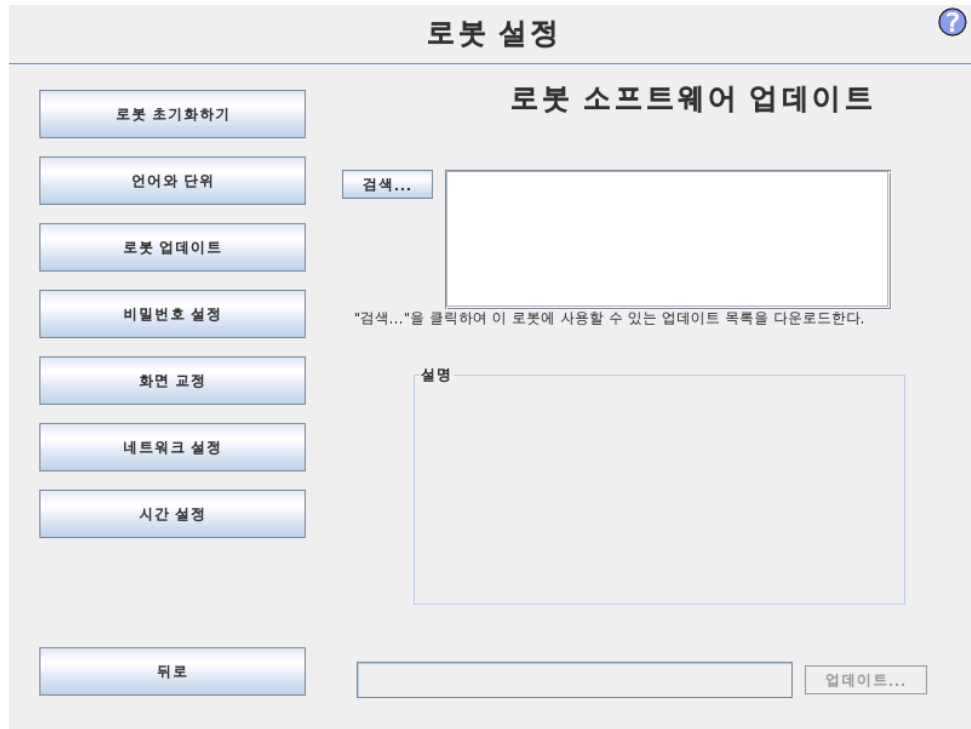 로봇 설정
?
로봇 소프트웨어 업데이트
로봇 초기화하기
언어와 단위
로봇 업데이트
비밀번호 설정
화면 교정
네트워크 설정
시간 설정
뒤로
검색...
"검색..."을 클릭하여 이 로봇에 사용할 수 있는 업데이트 목록을 다운로드한다.
설명
업데이트...